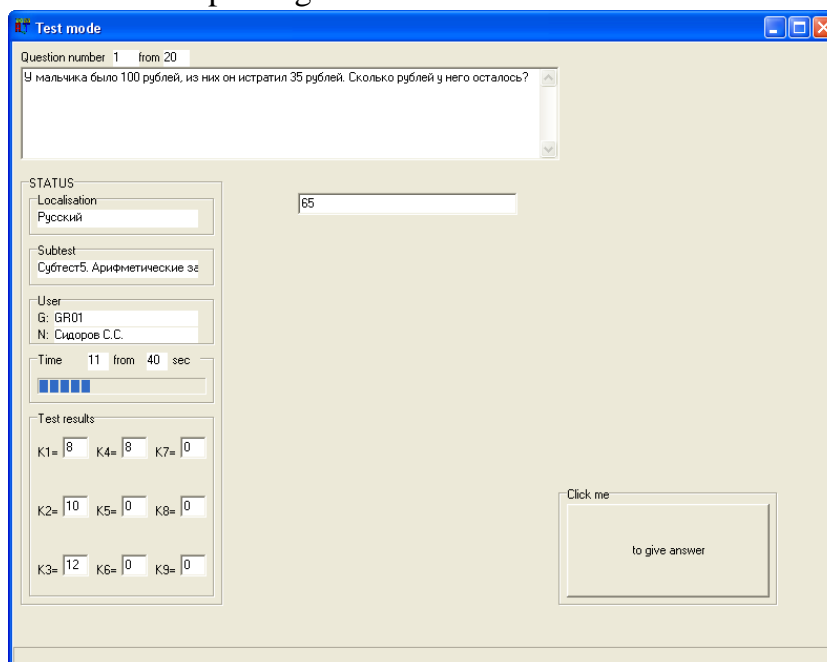 Test mode
Question number 1 from 20
У мальчика было 100 рублей, из них он истратил 35 рублей. Сколько рублей у него осталось?
STATUS
Localisation
Русский
65
Subtest
Субтест5. Арифметические за
User
G: GR01
N: Сидоров С.С.
Time 11 from 40 sec
Test results
K1= 8 K4= 8 K7= 0
K2= 10 K5= 0 K8= 0
K3= 12 K6= 0 K9= 0
Click me
to give answer